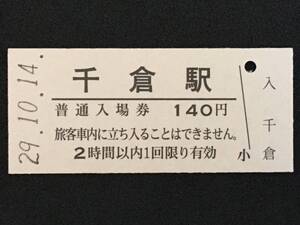 29.10.14.
千倉駅
普通入場券 140円
旅客車内に立ち入ることはできません。
2時間以内1回限り有効
小
入
千倉